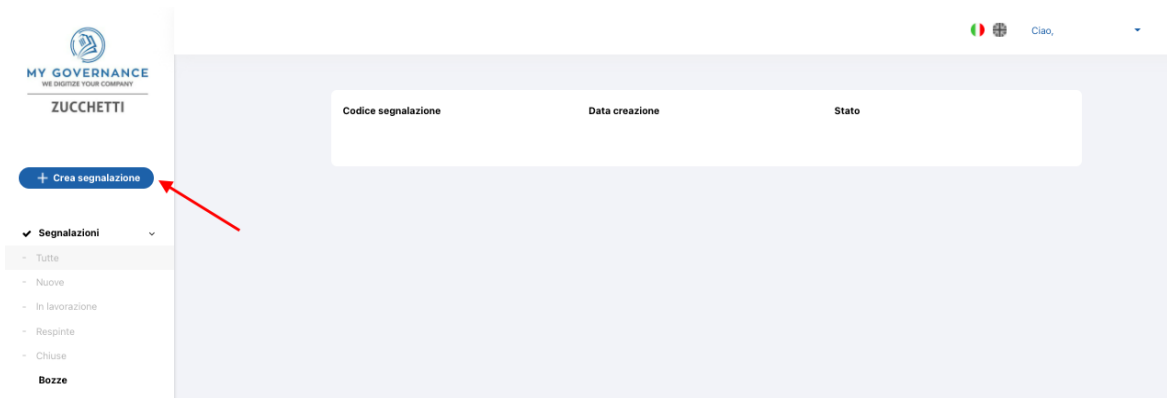 Ciao,
MY GOVERNANCE
WE DIGITIZE YOUR COMPANY
ZUCCHETTI
Codice segnalazione Data creazione Stato
+ Crea segnalazione
Segnalazioni
- Tutte
- Nuove
- In lavorazione
- Respinte
- Chiuse
Bozze